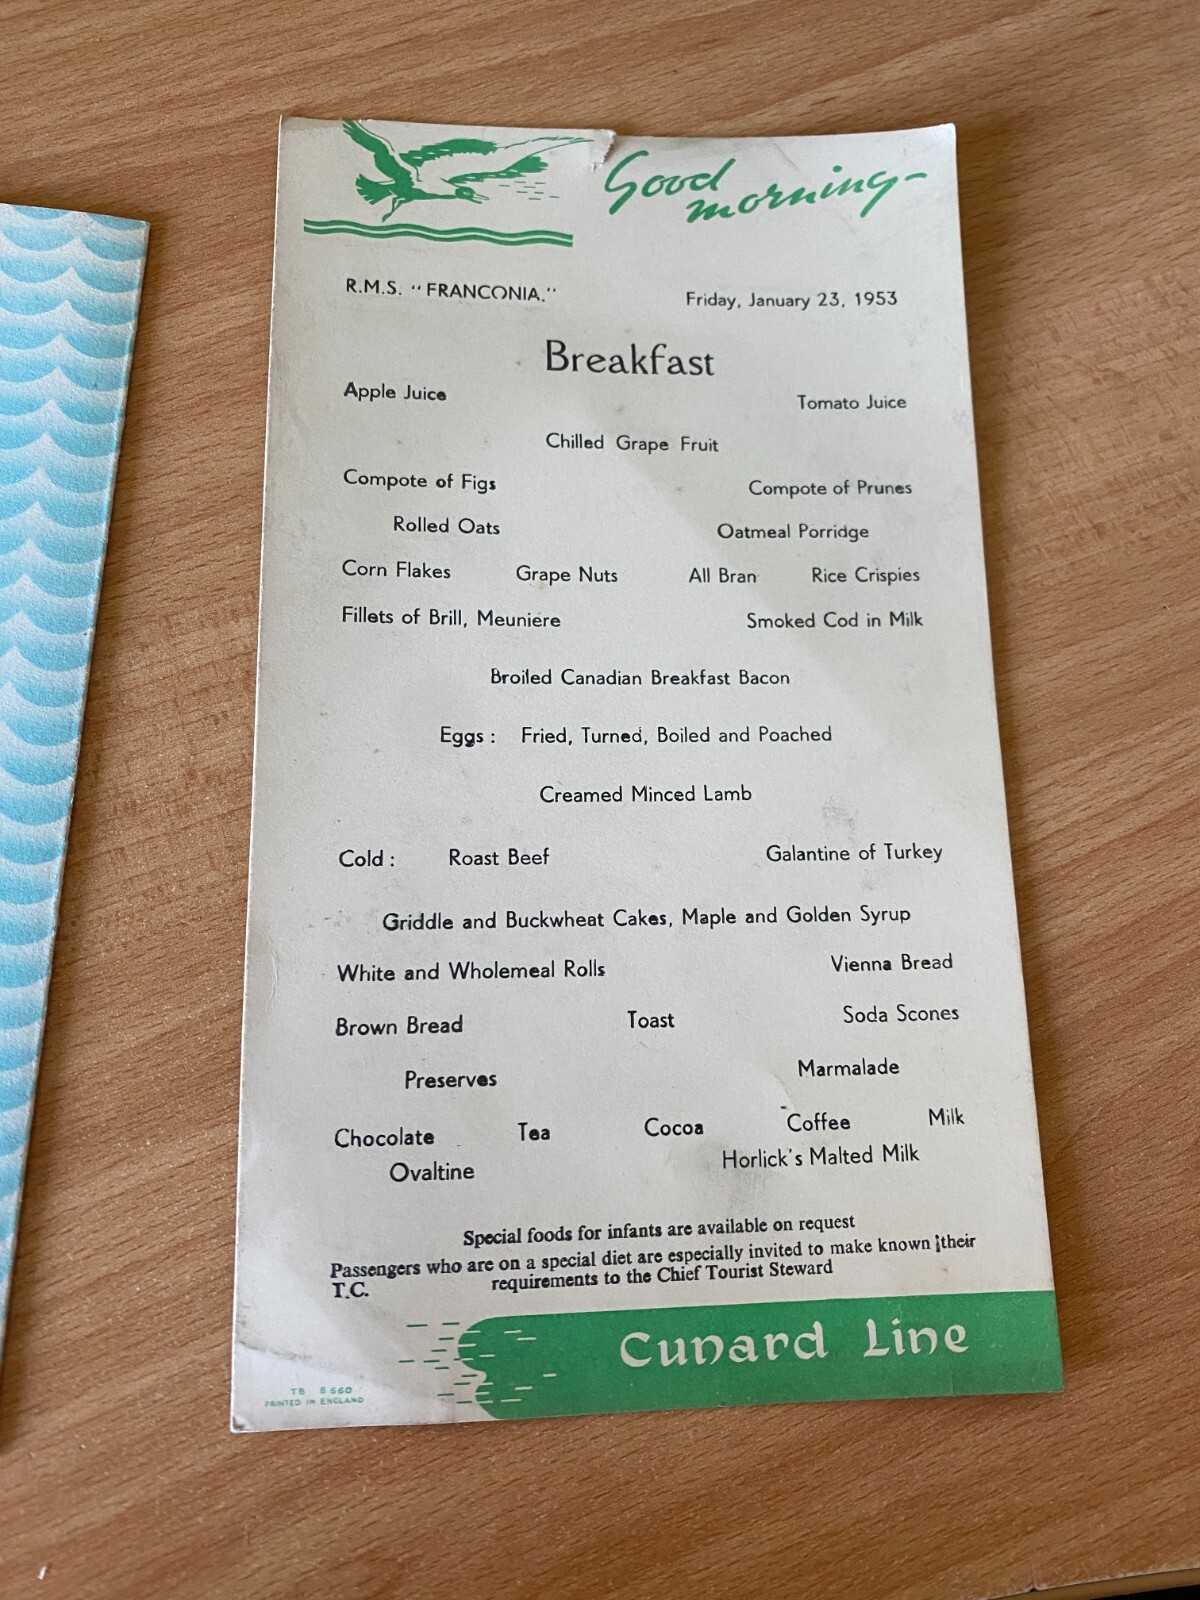 Good
morning-
R.M.S. "FRANCONIA." Friday, January 23, 1953
Breakfast
Apple Juice Tomato Juice
Chilled Grape Fruit
Compote of Figs Compote of Prunes
Rolled Oats Oatmeal Porridge
Corn Flakes Grape Nuts All Bran Rice Crispies
Fillets of Brill, Meuniere Smoked Cod in Milk
Broiled Canadian Breakfast Bacon
Eggs : Fried, Turned, Boiled and Poached
Creamed Minced Lamb
Cold : Roast Beef Galantine of Turkey
Griddle and Buckwheat Cakes, Maple and Golden Syrup
White and Wholemeal Rolls Vienna Bread
Brown Bread Toast Soda Scones
Preserves Marmalade
Chocolate Tea Cocoa Coffee Milk
Ovaltine Horlick's Malted Milk
Special foods for infants are available on request
Passengers who are on a special diet are especially invited to make known their
T.C. requirements to the Chief Tourist Steward
Cunard Line
TB 8 660
PRINTED IN ENGLAND